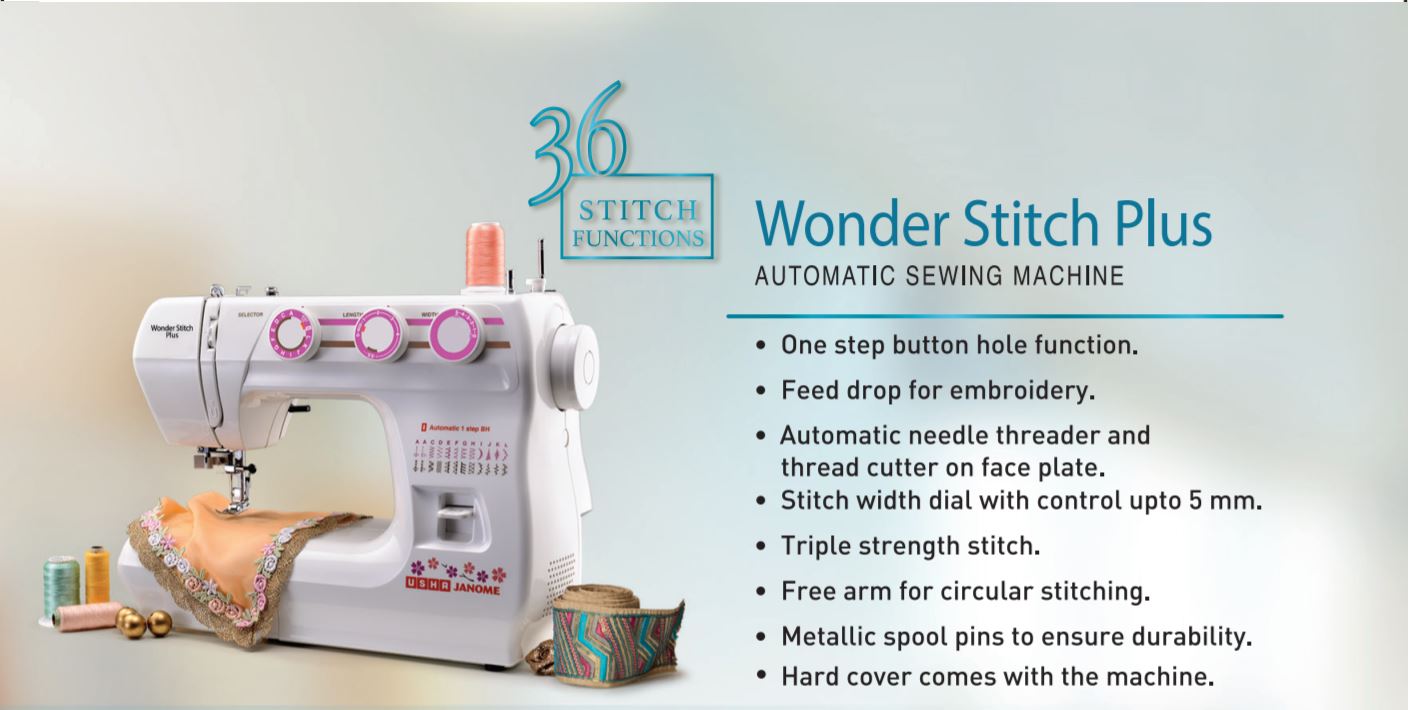 36
STITCH
FUNCTIONS
Wonder Stitch Plus
AUTOMATIC SEWING MACHINE
• One step button hole function.
• Feed drop for embroidery.
• Automatic needle threader and
thread cutter on face plate.
• Stitch width dial with control upto 5 mm.
• Triple strength stitch.
• Free arm for circular stitching.
• Metallic spool pins to ensure durability.
• Hard cover comes with the machine.
Wonder Stitch
Plus
SELECTOR
LENGTH
WIDTH
Automatic 1 step BH
A A C D E F G H I J K L
USHA JANOME